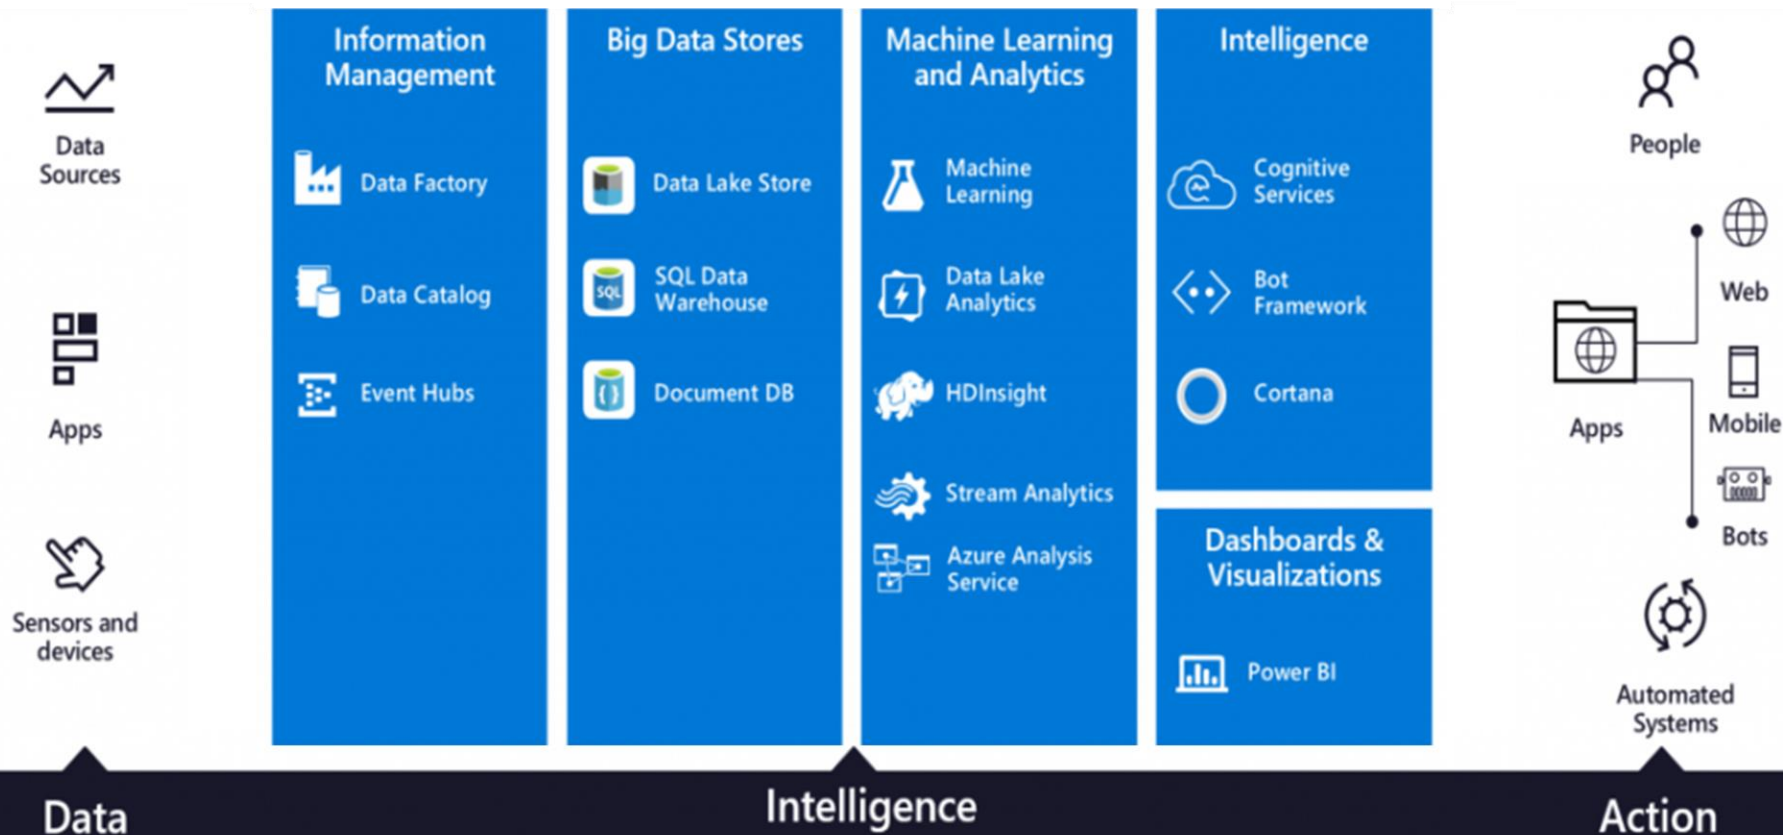 Data
Sources
Apps
Sensors and
devices
Information
Management
Data Factory
Data Catalog
Event Hubs
Big Data Stores
Data Lake Store
SQL
SQL Data
Warehouse
Document DB
Machine Learning
and Analytics
Machine
Learning
Data Lake
Analytics
HDInsight
Stream Analytics
Azure Analysis
Service
Intelligence
Cognitive
Services
Bot
Framework
Cortana
Dashboards &
Visualizations
Power BI
People
Web
Apps
Mobile
Bots
Automated
Systems
Data
Intelligence
Action